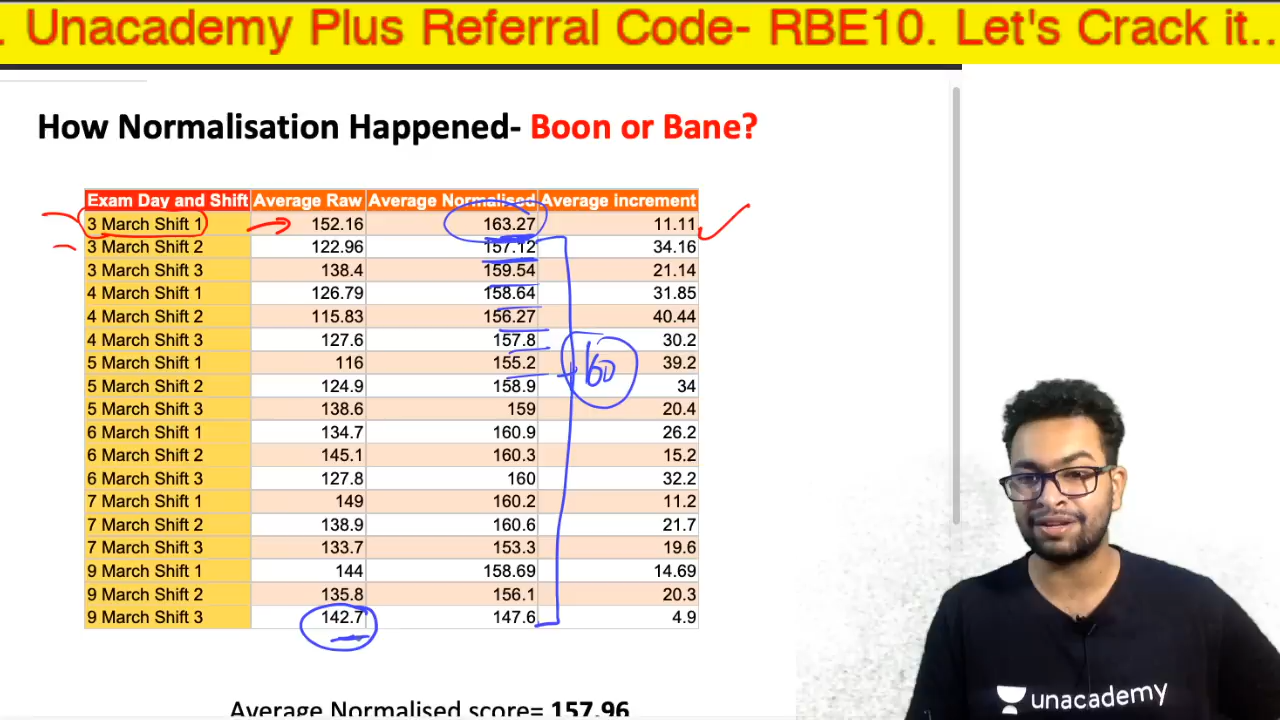 . Unacademy Plus Referral Code- RBE10. Let's Crack it..
How Normalisation Happened- Boon or Bane?
Exam Day and Shift Average Raw Average Normalised Average increment
3 March Shift 1 152.16 163.27 11.11
3 March Shift 2 122.96 157.12 34.16
3 March Shift 3 138.4 159.54 21.14
4 March Shift 1 126.79 158.64 31.85
4 March Shift 2 115.83 156.27 40.44
4 March Shift 3 127.6 157.8 30.2
5 March Shift 1 116 155.2 39.2
5 March Shift 2 124.9 158.9 34
5 March Shift 3 138.6 159 20.4
6 March Shift 1 134.7 160.9 26.2
6 March Shift 2 145.1 160.3 15.2
6 March Shift 3 127.8 160 32.2
7 March Shift 1 149 160.2 11.2
7 March Shift 2 138.9 160.6 21.7
7 March Shift 3 133.7 153.3 19.6
9 March Shift 1 144 158.69 14.69
9 March Shift 2 135.8 156.1 20.3
9 March Shift 3 142.7 147.6 4.9
160
Average Normalised score= 157.96
unacademy